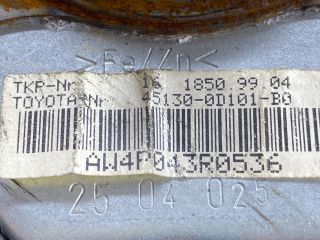 >Fe/Zn<
TKR-Nr. 16 1850 99 04
TOYOTA-Nr. 45130-0D101-B0
AW4P043R0536
25 04 025